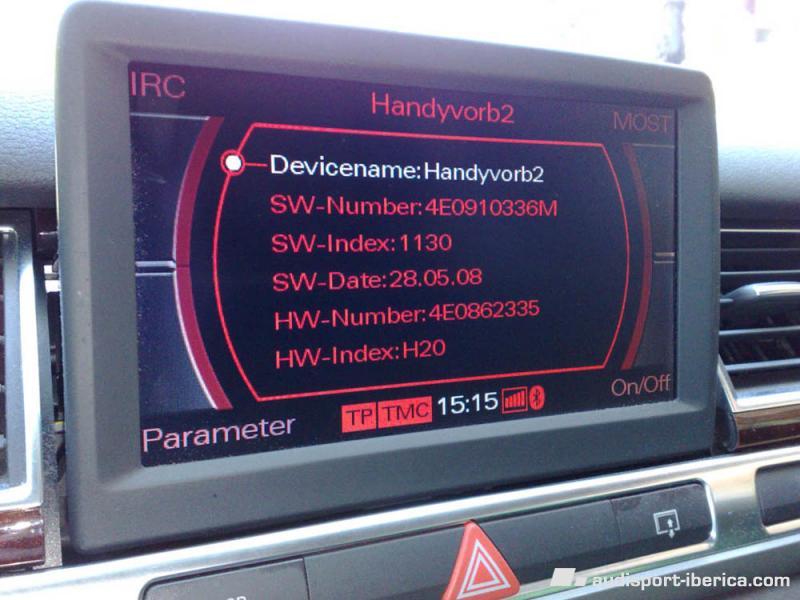 IRC
Handyvorb2
MOST
Devicename:Handyvorb2
SW-Number:4E0910336M
SW-Index:1130
SW-Date:28.05.08
HW-Number:4E0862335
HW-Index:H20
Parameter
TP TMC 15:15
On/Off
audisport-iberica.com